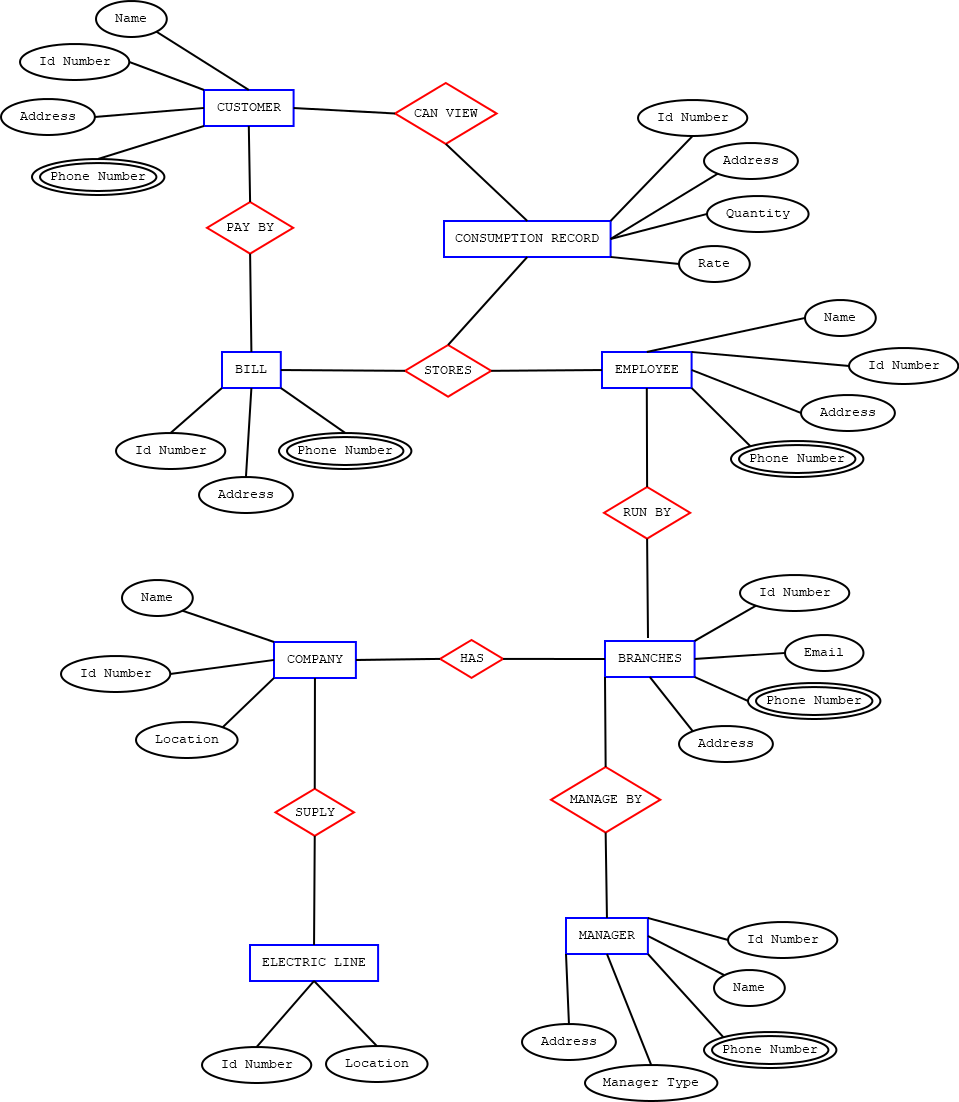 Name
Id Number
CUSTOMER
CAN VIEW
Address
Id Number
Address
Phone Number
Quantity
PAY BY
CONSUMPTION RECORD
Rate
Name
BILL
STORES
EMPLOYEE
Id Number
Address
Id Number
Phone Number
Phone Number
Address
RUN BY
Name
Id Number
COMPANY
HAS
BRANCHES
Email
Id Number
Phone Number
Location
Address
SUPLY
MANAGE BY
MANAGER
Id Number
ELECTRIC LINE
Name
Address
Phone Number
Id Number
Location
Manager Type